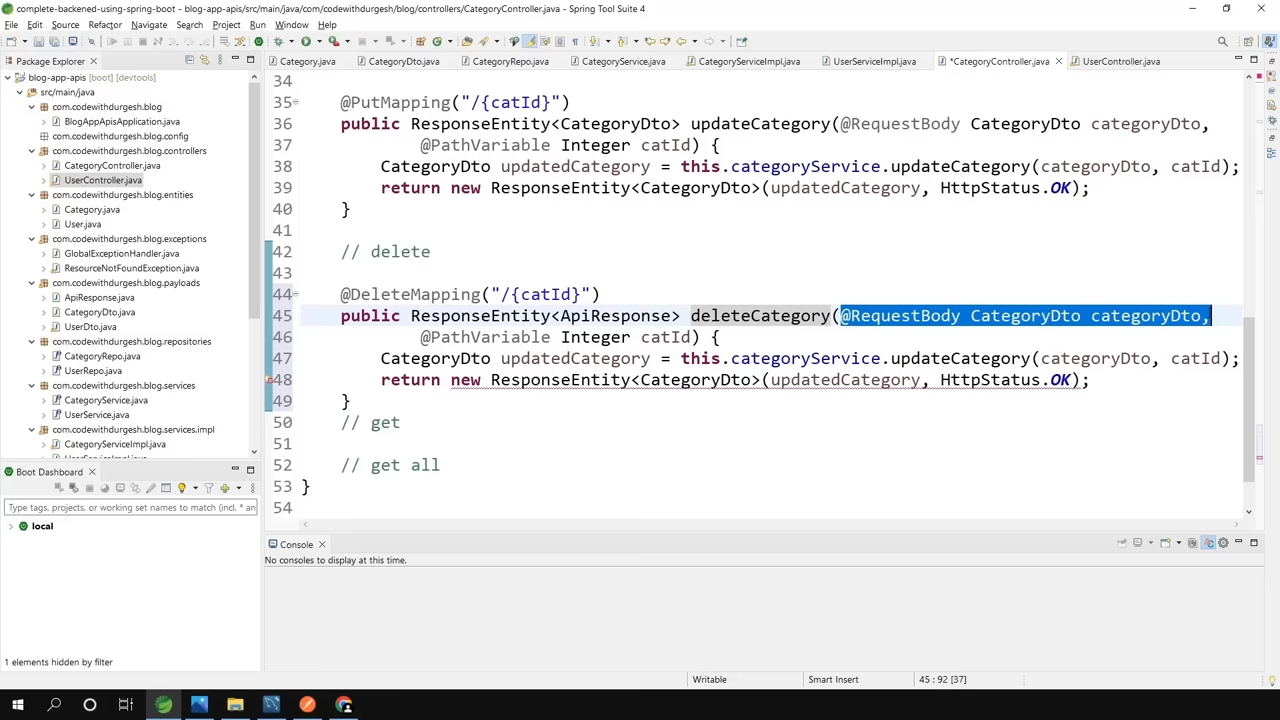 complete-backened-using-spring-boot - blog-app-apis/src/main/java/com/codewithdurgesh/blog/controllers/CategoryController.java - Spring Tool Suite 4
File Edit Source Refactor Navigate Search Project Run Window Help
Package Explorer
Category.java CategoryDto.java CategoryRepo.java CategoryService.java CategoryServiceImpl.java UserServiceImpl.java *CategoryController.java UserController.java
blog-app-apis [boot] [devtools]
src/main/java
com.codewithdurgesh.blog
BlogAppApisApplication.java
com.codewithdurgesh.blog.config
com.codewithdurgesh.blog.controllers
CategoryController.java
UserController.java
com.codewithdurgesh.blog.entities
Category.java
User.java
com.codewithdurgesh.blog.exceptions
GlobalExceptionHandler.java
ResourceNotFoundException.java
com.codewithdurgesh.blog.payloads
ApiResponse.java
CategoryDto.java
UserDto.java
com.codewithdurgesh.blog.repositories
CategoryRepo.java
UserRepo.java
com.codewithdurgesh.blog.services
CategoryService.java
UserService.java
com.codewithdurgesh.blog.services.impl
CategoryServiceImpl.java
34
35 @PutMapping("/{catId}")
36 public ResponseEntity<CategoryDto> updateCategory(@RequestBody CategoryDto categoryDto,
37 @PathVariable Integer catId) {
38 CategoryDto updatedCategory = this.categoryService.updateCategory(categoryDto, catId);
39 return new ResponseEntity<CategoryDto>(updatedCategory, HttpStatus.OK);
40 }
41
42 // delete
43
44 @DeleteMapping("/{catId}")
45 public ResponseEntity<ApiResponse> deleteCategory(@RequestBody CategoryDto categoryDto,
46 @PathVariable Integer catId) {
47 CategoryDto updatedCategory = this.categoryService.updateCategory(categoryDto, catId);
48 return new ResponseEntity<CategoryDto>(updatedCategory, HttpStatus.OK);
49 }
50 // get
51
52 // get all
53 }
54
Boot Dashboard
Type tags, projects, or working set names to match (incl. * an
local
1 elements hidden by filter
Console
No consoles to display at this time.
Writable Smart Insert 45 : 92 [37]